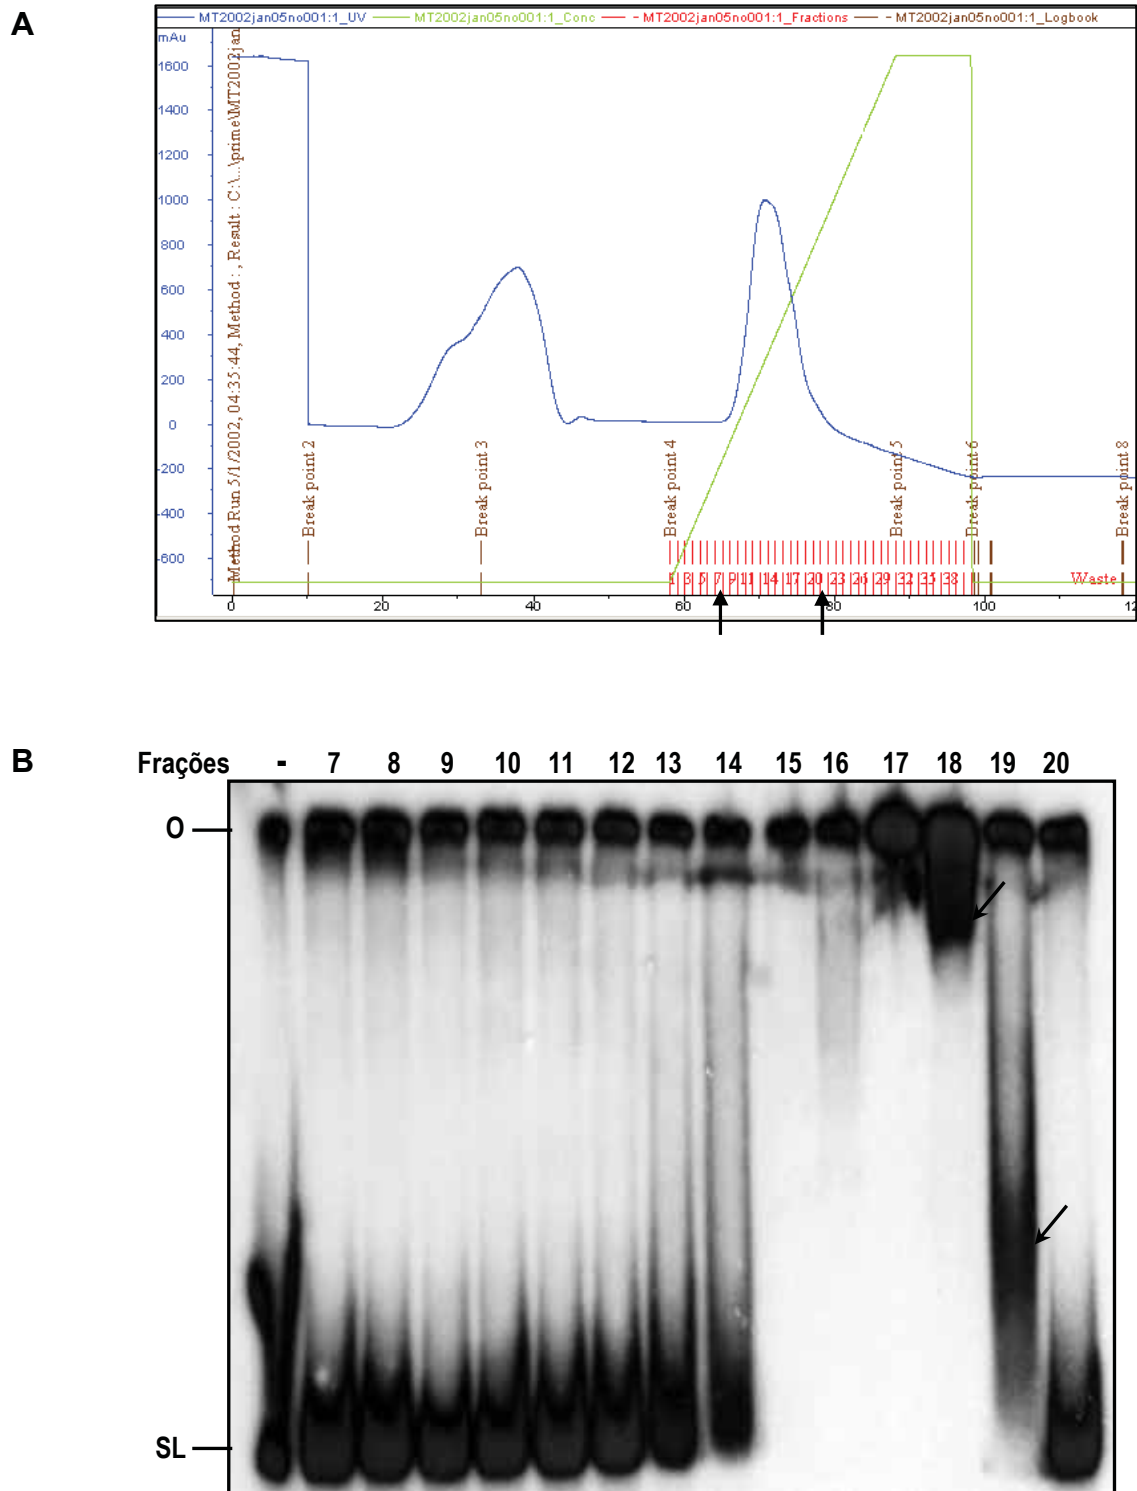 A
MT2002jan05no001:1_UV MT2002jan05no001:1_Conc MT2002jan05no001:1_Fractions MT2002jan05no001:1_Logbook
mAu
1600
1400
1200
1000
800
600
400
200
0
-200
-400
-600
Method Run 5/1/2002, 04:35:44, Method : , Result : C:\...\prime\MT2002jan
Break point 2
Break point 3
Break point 4
Break point 5
Break point 6
Break point 8
1 3 5 7 9 11 14 17 20 23 26 29 32 35 38 Waste
0 20 40 60 80 100 120
B
Frações - 7 8 9 10 11 12 13 14 15 16 17 18 19 20
O
SL